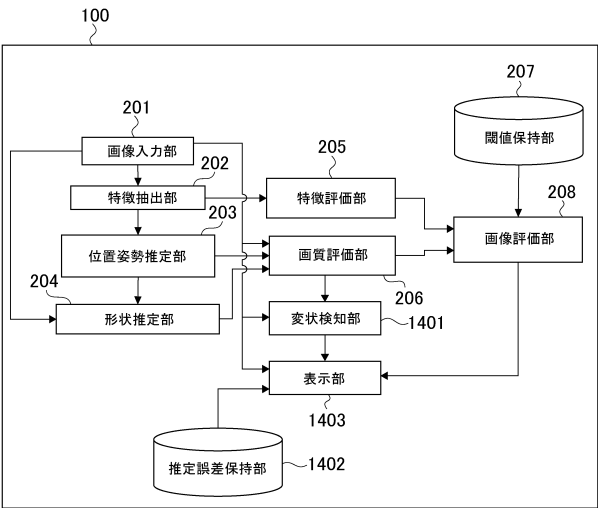 100
207
201
閾値保持部
画像入力部
202
205
208
特徴抽出部
特徴評価部
203
画像評価部
位置姿勢推定部
画質評価部
204
206
形状推定部
変状検知部
1401
表示部
1403
推定誤差保持部
1402